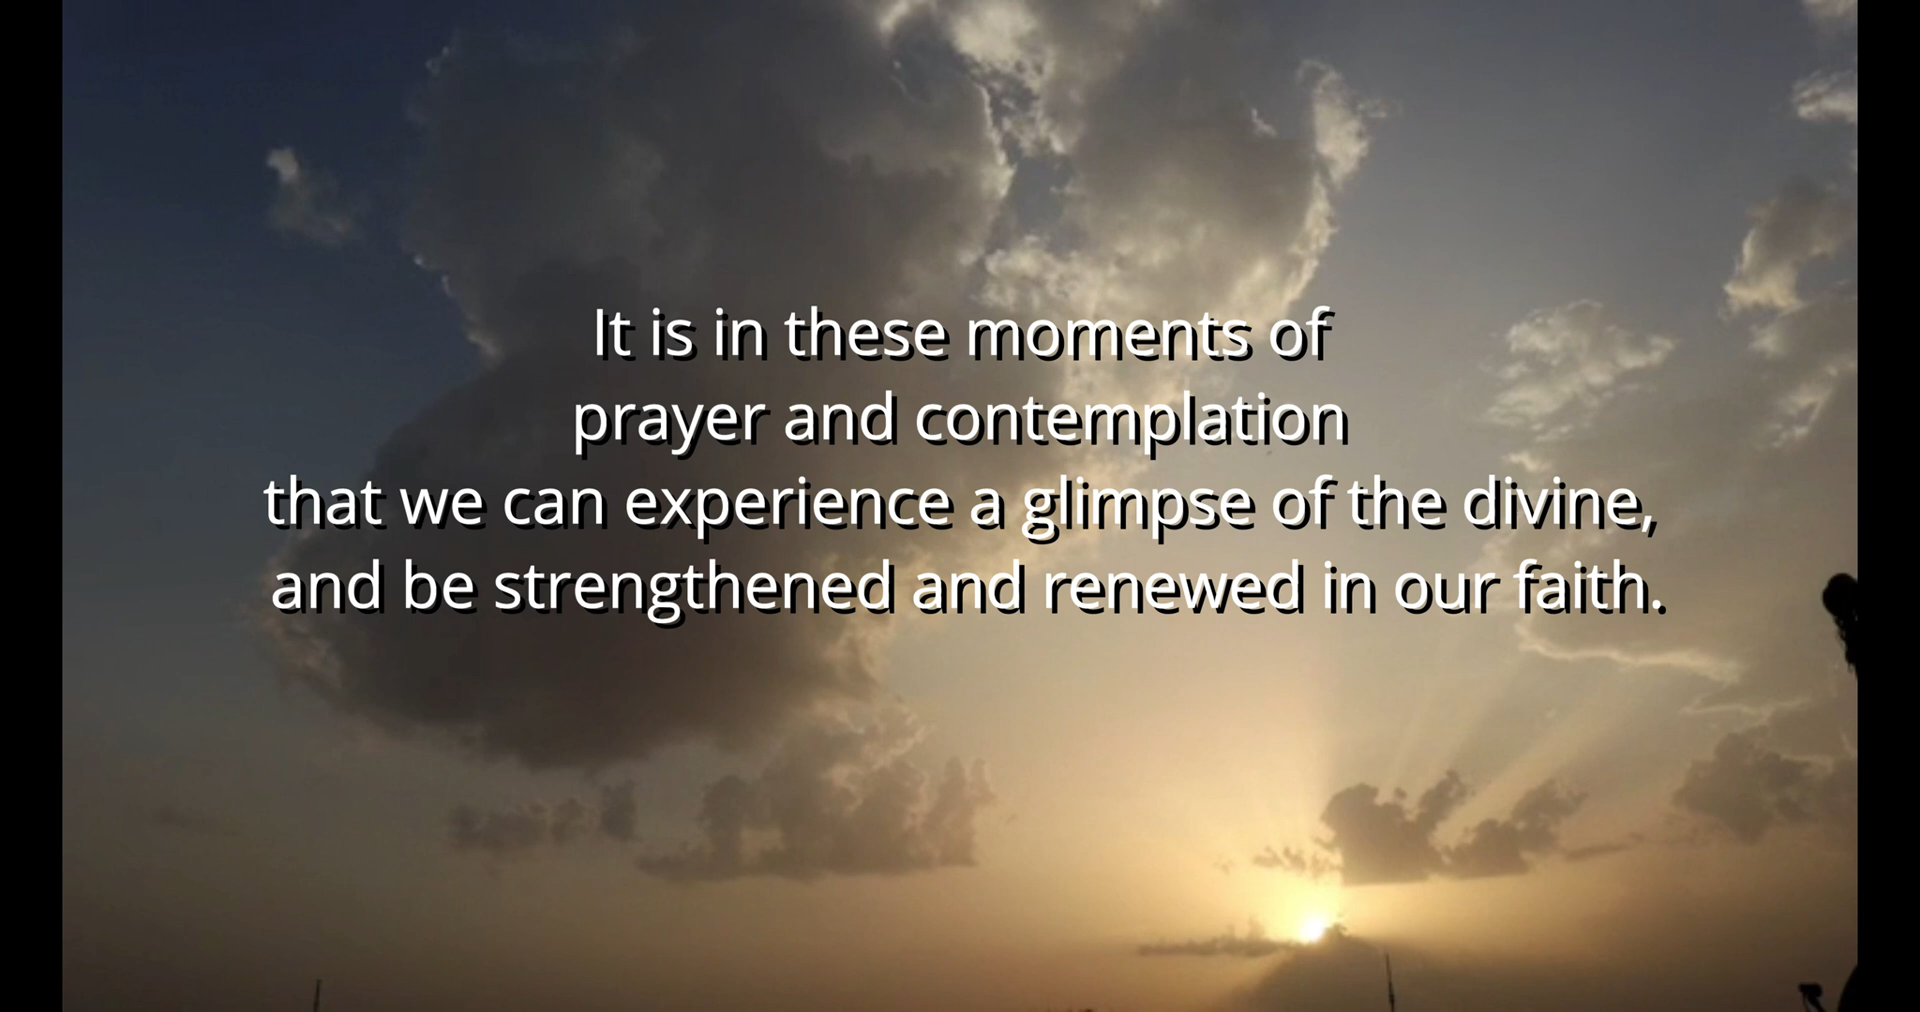 It is in these moments of
prayer and contemplation
that we can experience a glimpse of the divine,
and be strengthened and renewed in our faith.